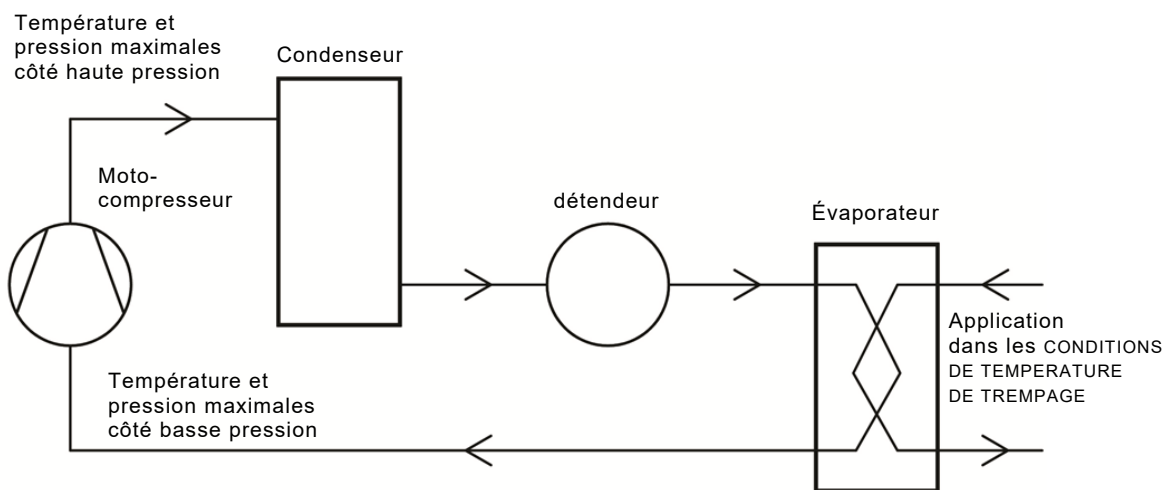 Température et
pression maximales
côté haute pression
Condenseur
Moto-
compresseur
détendeur
Évaporateur
Application
dans les CONDITIONS
DE TEMPERATURE
DE TREMPAGE
Température et
pression maximales
côté basse pression